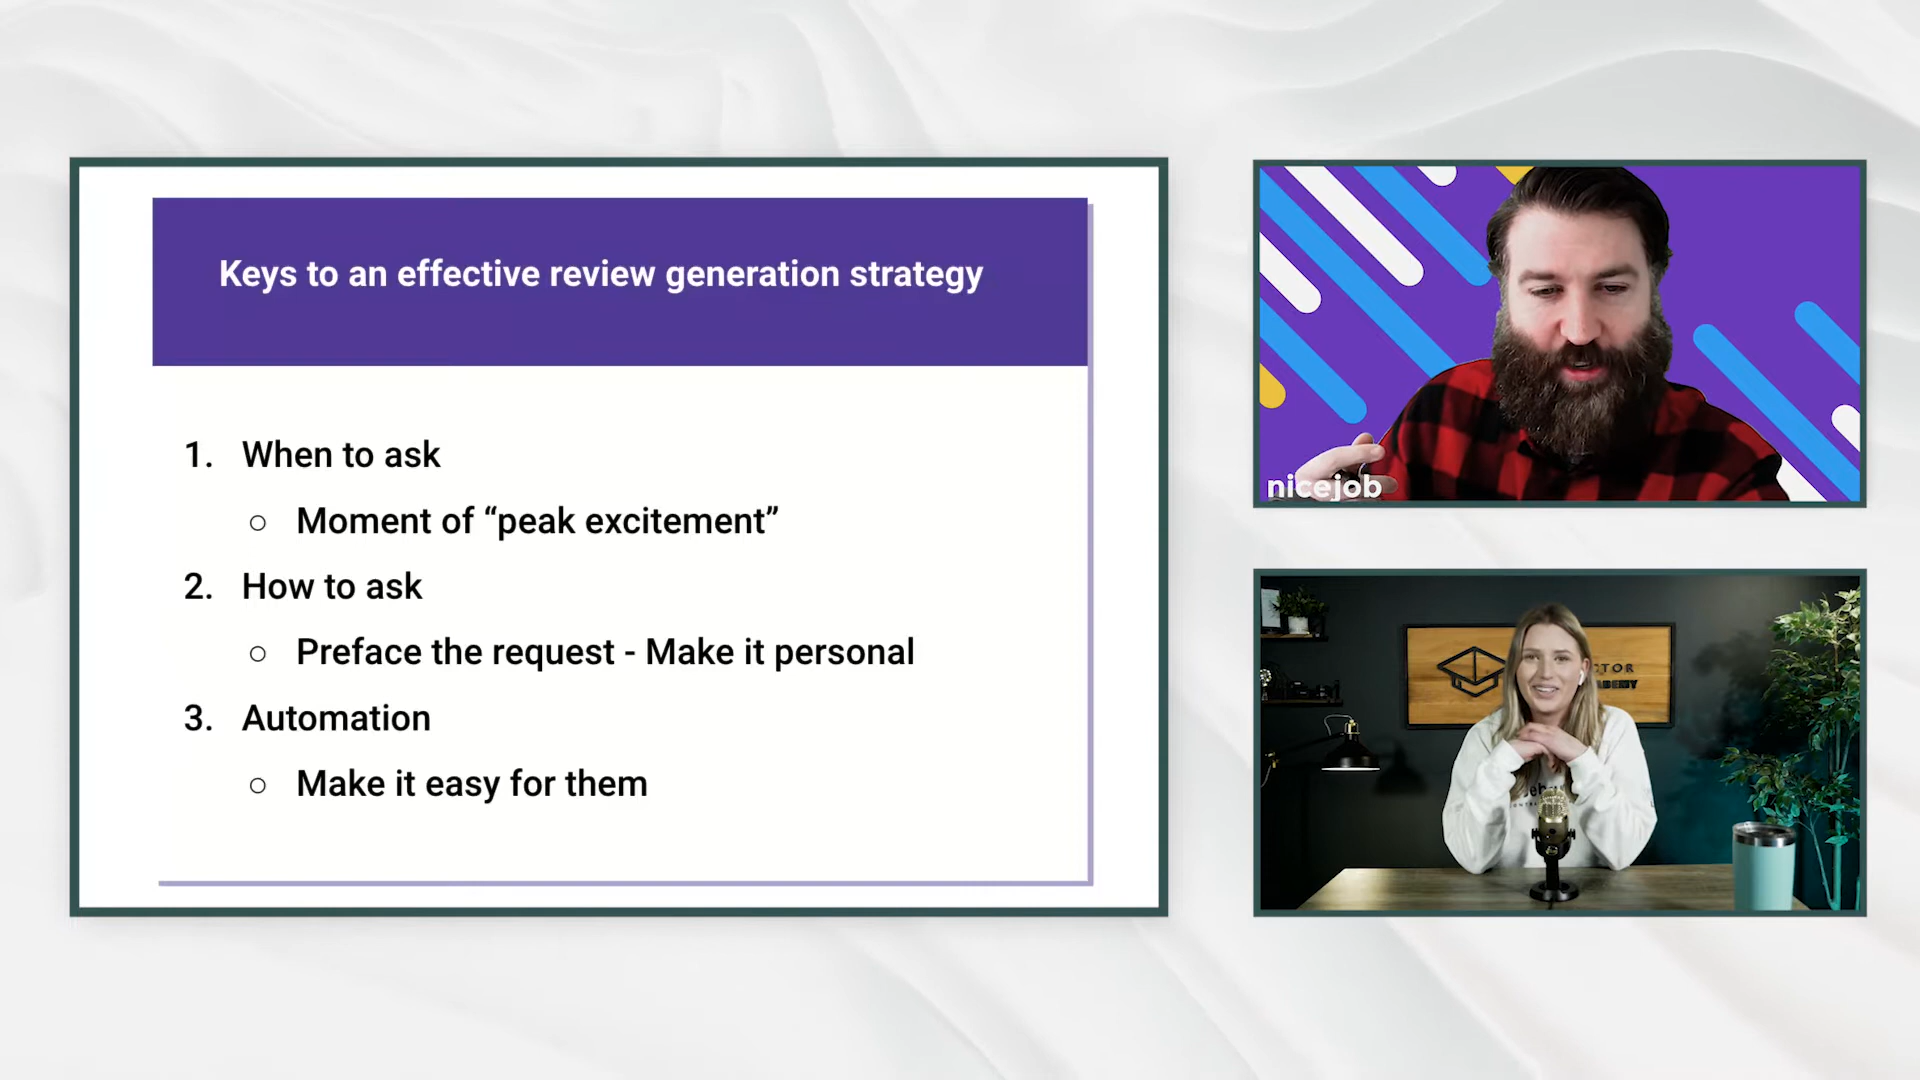 Keys to an effective review generation strategy
1. When to ask
○ Moment of “peak excitement”
2. How to ask
○ Preface the request - Make it personal
3. Automation
○ Make it easy for them
nicejob